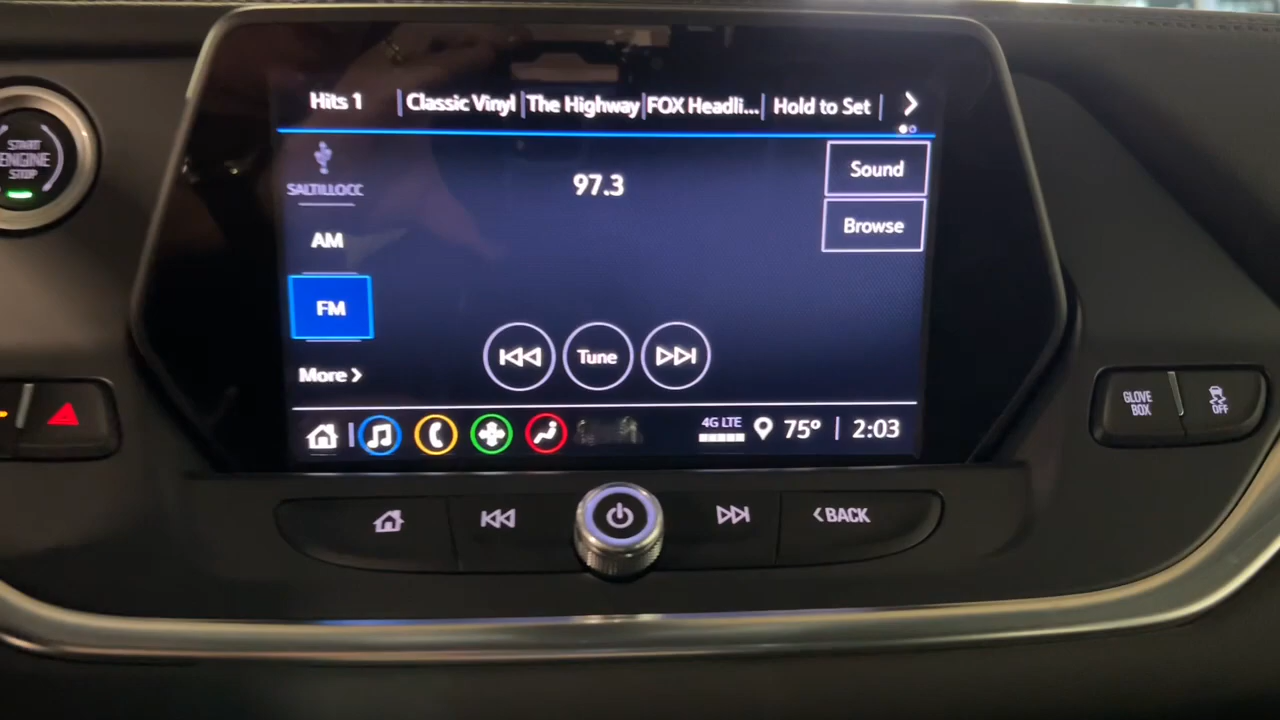 Hits 1
Classic Vinyl
The Highway
FOX Headli...
Hold to Set
START
ENGINE
STOP
SALTILLOCC
97.3
Sound
AM
Browse
FM
Tune
More
4G LTE
75°
2:03
GLOVE
BOX
OFF
BACK